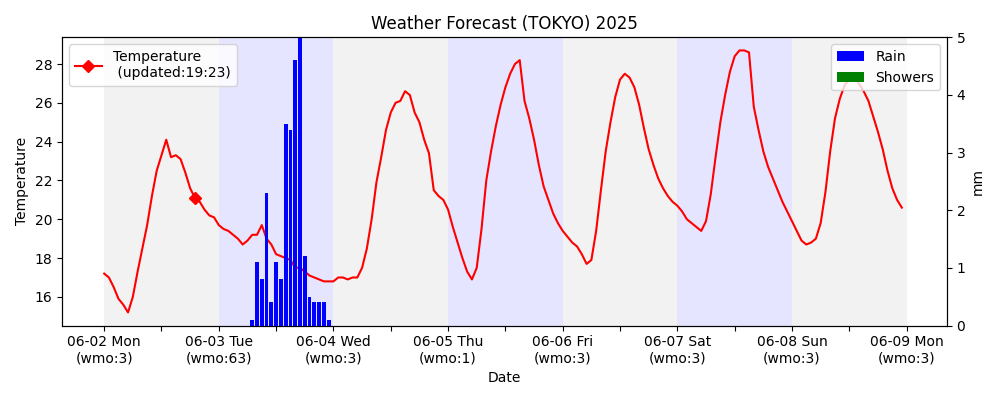 Weather Forecast (TOKYO) 2025
Temperature
(updated:19:23)
Rain
Showers
Temperature
28
26
24
22
20
18
16
5
4
3
2
1
0
mm
06-02 Mon
(wmo:3)
06-03 Tue
(wmo:63)
06-04 Wed
(wmo:3)
06-05 Thu
(wmo:1)
06-06 Fri
(wmo:3)
06-07 Sat
(wmo:3)
06-08 Sun
(wmo:3)
06-09 Mon
(wmo:3)
Date